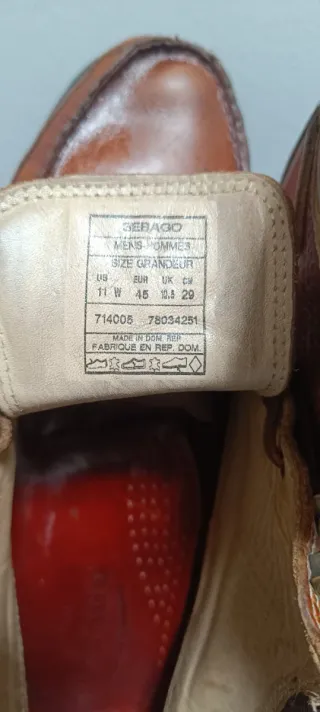 SEBAGO
MENS HOMMES
SIZE GRANDEUR
US EUR UK CM
11 W 45 10.5 29
714005 78034251
MADE IN DOM. REP.
FABRIQUE EN REP. DOM.